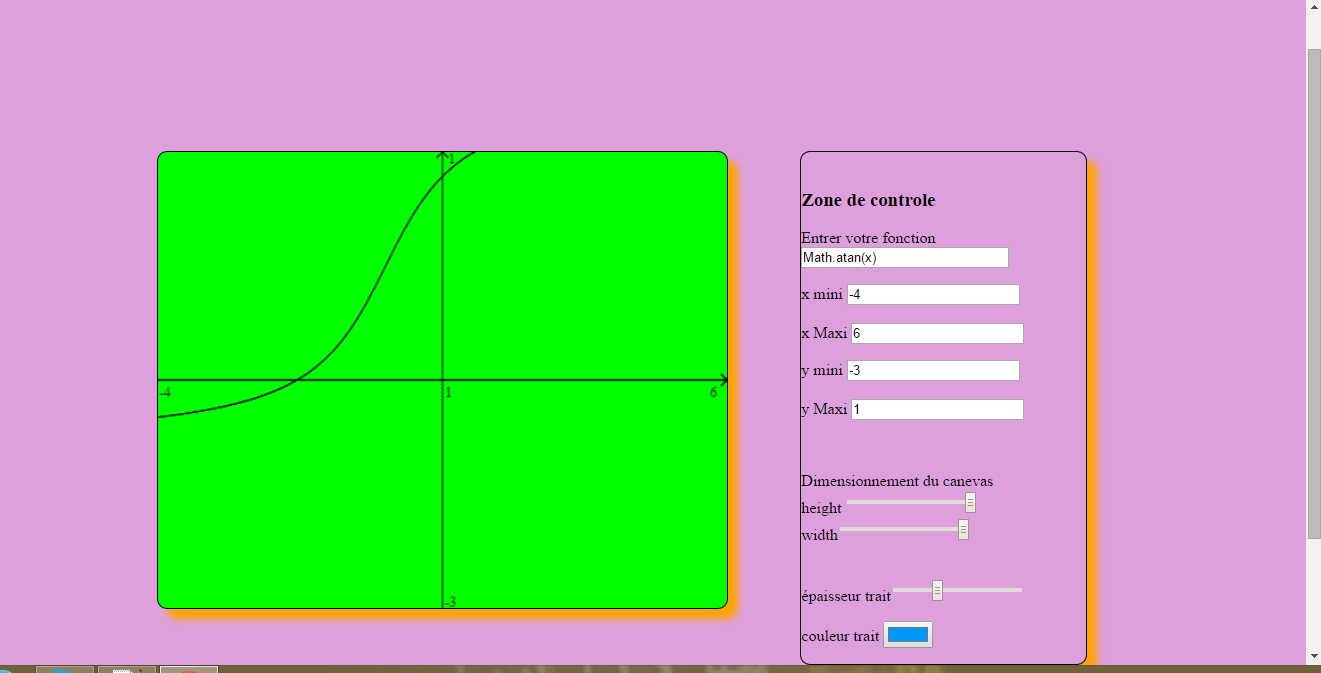 1
-4
1
6
-3
Zone de controle
Entrer votre fonction
Math.atan(x)
x mini -4
x Maxi 6
y mini -3
y Maxi 1
Dimensionnement du canevas
height
width
épaisseur trait
couleur trait